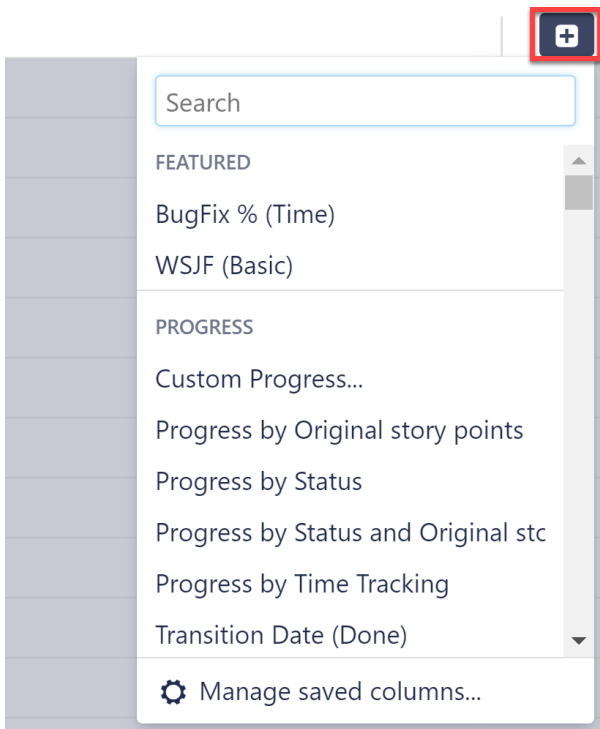 Search
FEATURED
BugFix % (Time)
WSJF (Basic)
PROGRESS
Custom Progress...
Progress by Original story points
Progress by Status
Progress by Status and Original stc
Progress by Time Tracking
Transition Date (Done)
Manage saved columns...